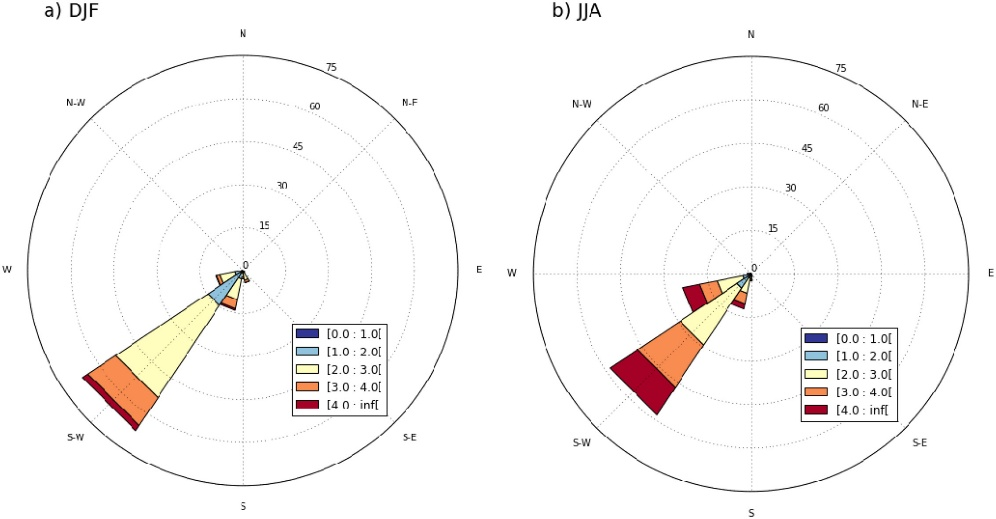 a) DJF
N
75
N-W
N-F
60
45
30
15
0
W
E
[0.0 : 1.0[
[1.0 : 2.0[
[2.0 : 3.0[
[3.0 : 4.0[
[4.0 : inf[
S-W
S-E
S
b) JJA
N
75
N-W
N-E
60
45
30
15
0
W
E
[0.0 : 1.0[
[1.0 : 2.0[
[2.0 : 3.0[
[3.0 : 4.0[
[4.0 : inf[
S-W
S-E
S